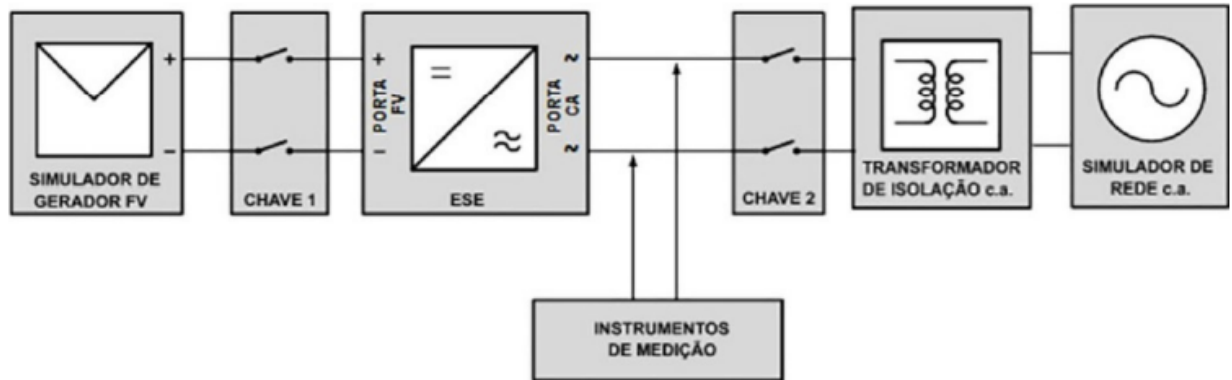 +
−
SIMULADOR DE
GERADOR FV
CHAVE 1
+
−
PORTA
FV
=
≈
~
~
PORTA
CA
ESE
CHAVE 2
TRANSFORMADOR
DE ISOLAÇÃO c.a.
SIMULADOR DE
REDE c.a.
INSTRUMENTOS
DE MEDIÇÃO